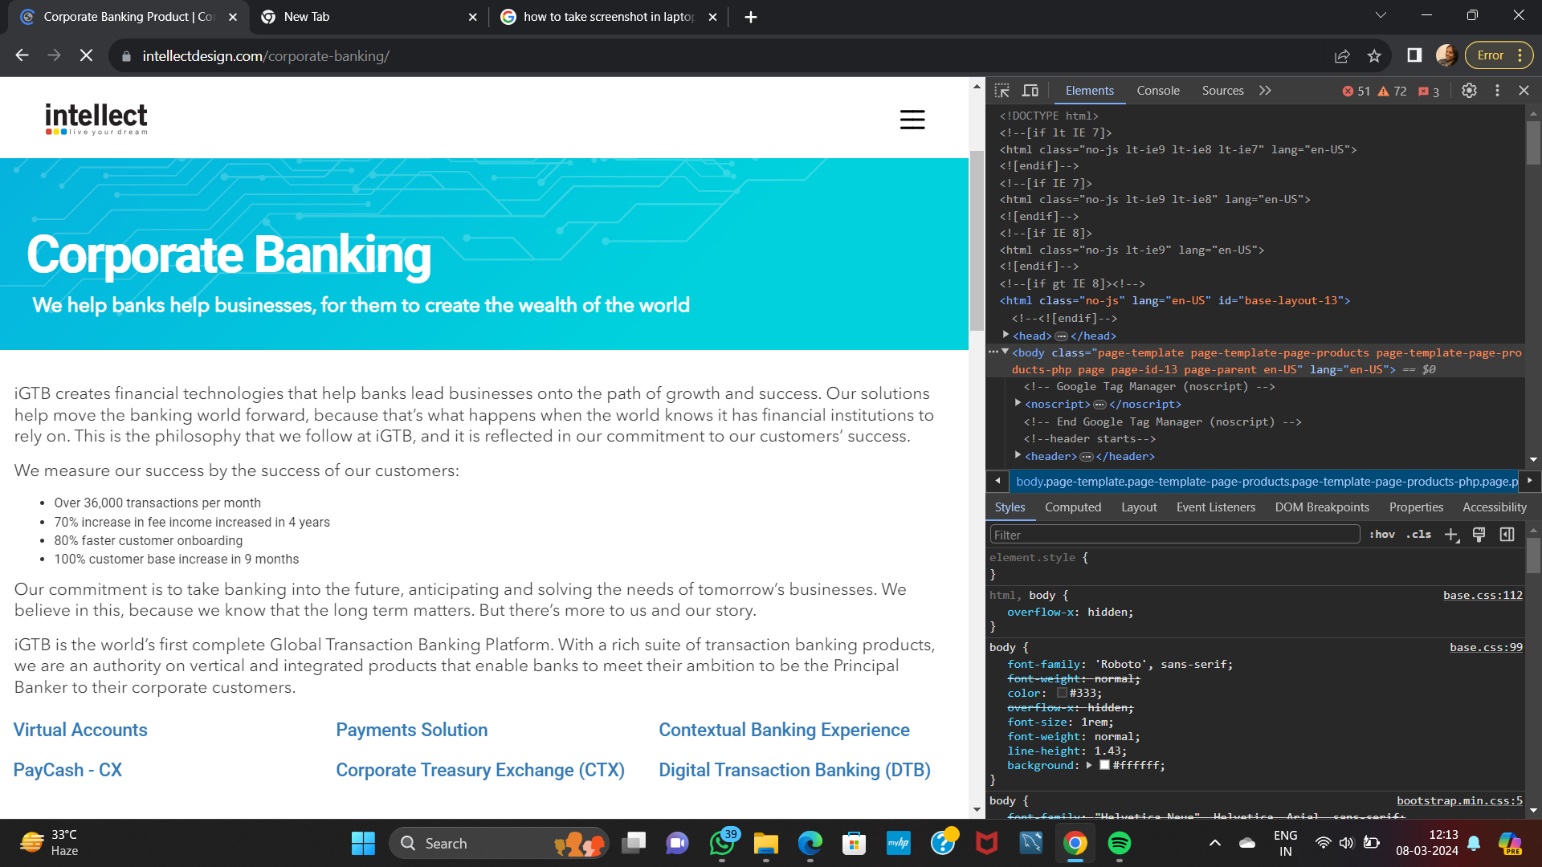 Corporate Banking Product | Co
New Tab
how to take screenshot in lapto
intellectdesign.com/corporate-banking/
Error
intellect
live your dream
Corporate Banking
We help banks help businesses, for them to create the wealth of the world
iGTB creates financial technologies that help banks lead businesses onto the path of growth and success. Our solutions
help move the banking world forward, because that's what happens when the world knows it has financial institutions to
rely on. This is the philosophy that we follow at iGTB, and it is reflected in our commitment to our customers' success.
We measure our success by the success of our customers:
• Over 36,000 transactions per month
• 70% increase in fee income increased in 4 years
• 80% faster customer onboarding
• 100% customer base increase in 9 months
Our commitment is to take banking into the future, anticipating and solving the needs of tomorrow's businesses. We
believe in this, because we know that the long term matters. But there's more to us and our story.
iGTB is the world's first complete Global Transaction Banking Platform. With a rich suite of transaction banking products,
we are an authority on vertical and integrated products that enable banks to meet their ambition to be the Principal
Banker to their corporate customers.
Virtual Accounts Payments Solution Contextual Banking Experience
PayCash - CX Corporate Treasury Exchange (CTX) Digital Transaction Banking (DTB)
Elements Console Sources 51 72 3
<!DOCTYPE html>
<!--[if lt IE 7]>
<html class="no-js lt-ie9 lt-ie8 lt-ie7" lang="en-US">
<![endif]-->
<!--[if IE 7]>
<html class="no-js lt-ie9 lt-ie8" lang="en-US">
<![endif]-->
<!--[if IE 8]>
<html class="no-js lt-ie9" lang="en-US">
<![endif]-->
<!--[if gt IE 8]><!-->
<html class="no-js" lang="en-US" id="base-layout-13">
<!--<![endif]-->
<head>…</head>
<body class="page-template page-template-page-products page-template-page-pro
ducts-php page page-id-13 page-parent en-US" lang="en-US"> == $0
<!-- Google Tag Manager (noscript) -->
<noscript>…</noscript>
<!-- End Google Tag Manager (noscript) -->
<!--header starts-->
<header>…</header>
body.page-template.page-template-page-products.page-template-page-products-php.page.p
Styles Computed Layout Event Listeners DOM Breakpoints Properties Accessibility
Filter :hov .cls
element.style {
}
html, body { base.css:112
overflow-x: hidden;
}
body { base.css:99
font-family: 'Roboto', sans-serif;
font-weight: normal;
color: #333;
overflow-x: hidden;
font-size: 1rem;
font-weight: normal;
line-height: 1.43;
background: #ffffff;
}
body { bootstrap.min.css:5
font-family: "Helvetica Neue", Helvetica, Arial, sans-serif;
33°C
Haze
Search
39
myhp
ENG
IN
12:13
08-03-2024
PRE